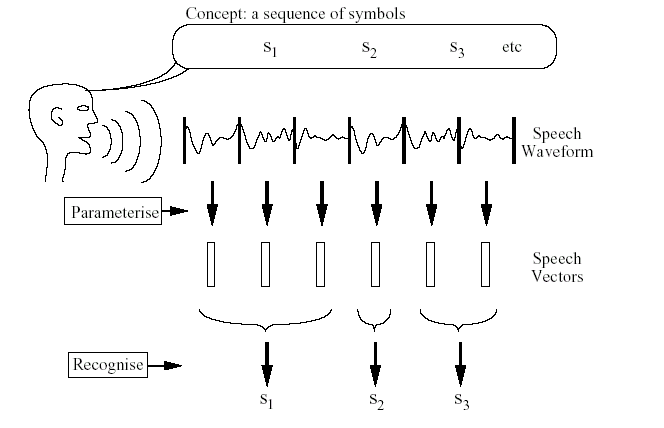 Concept: a sequence of symbols
S1 S2 S3 etc
Speech
Waveform
Parameterise
Speech
Vectors
Recognise
S1 S2 S3